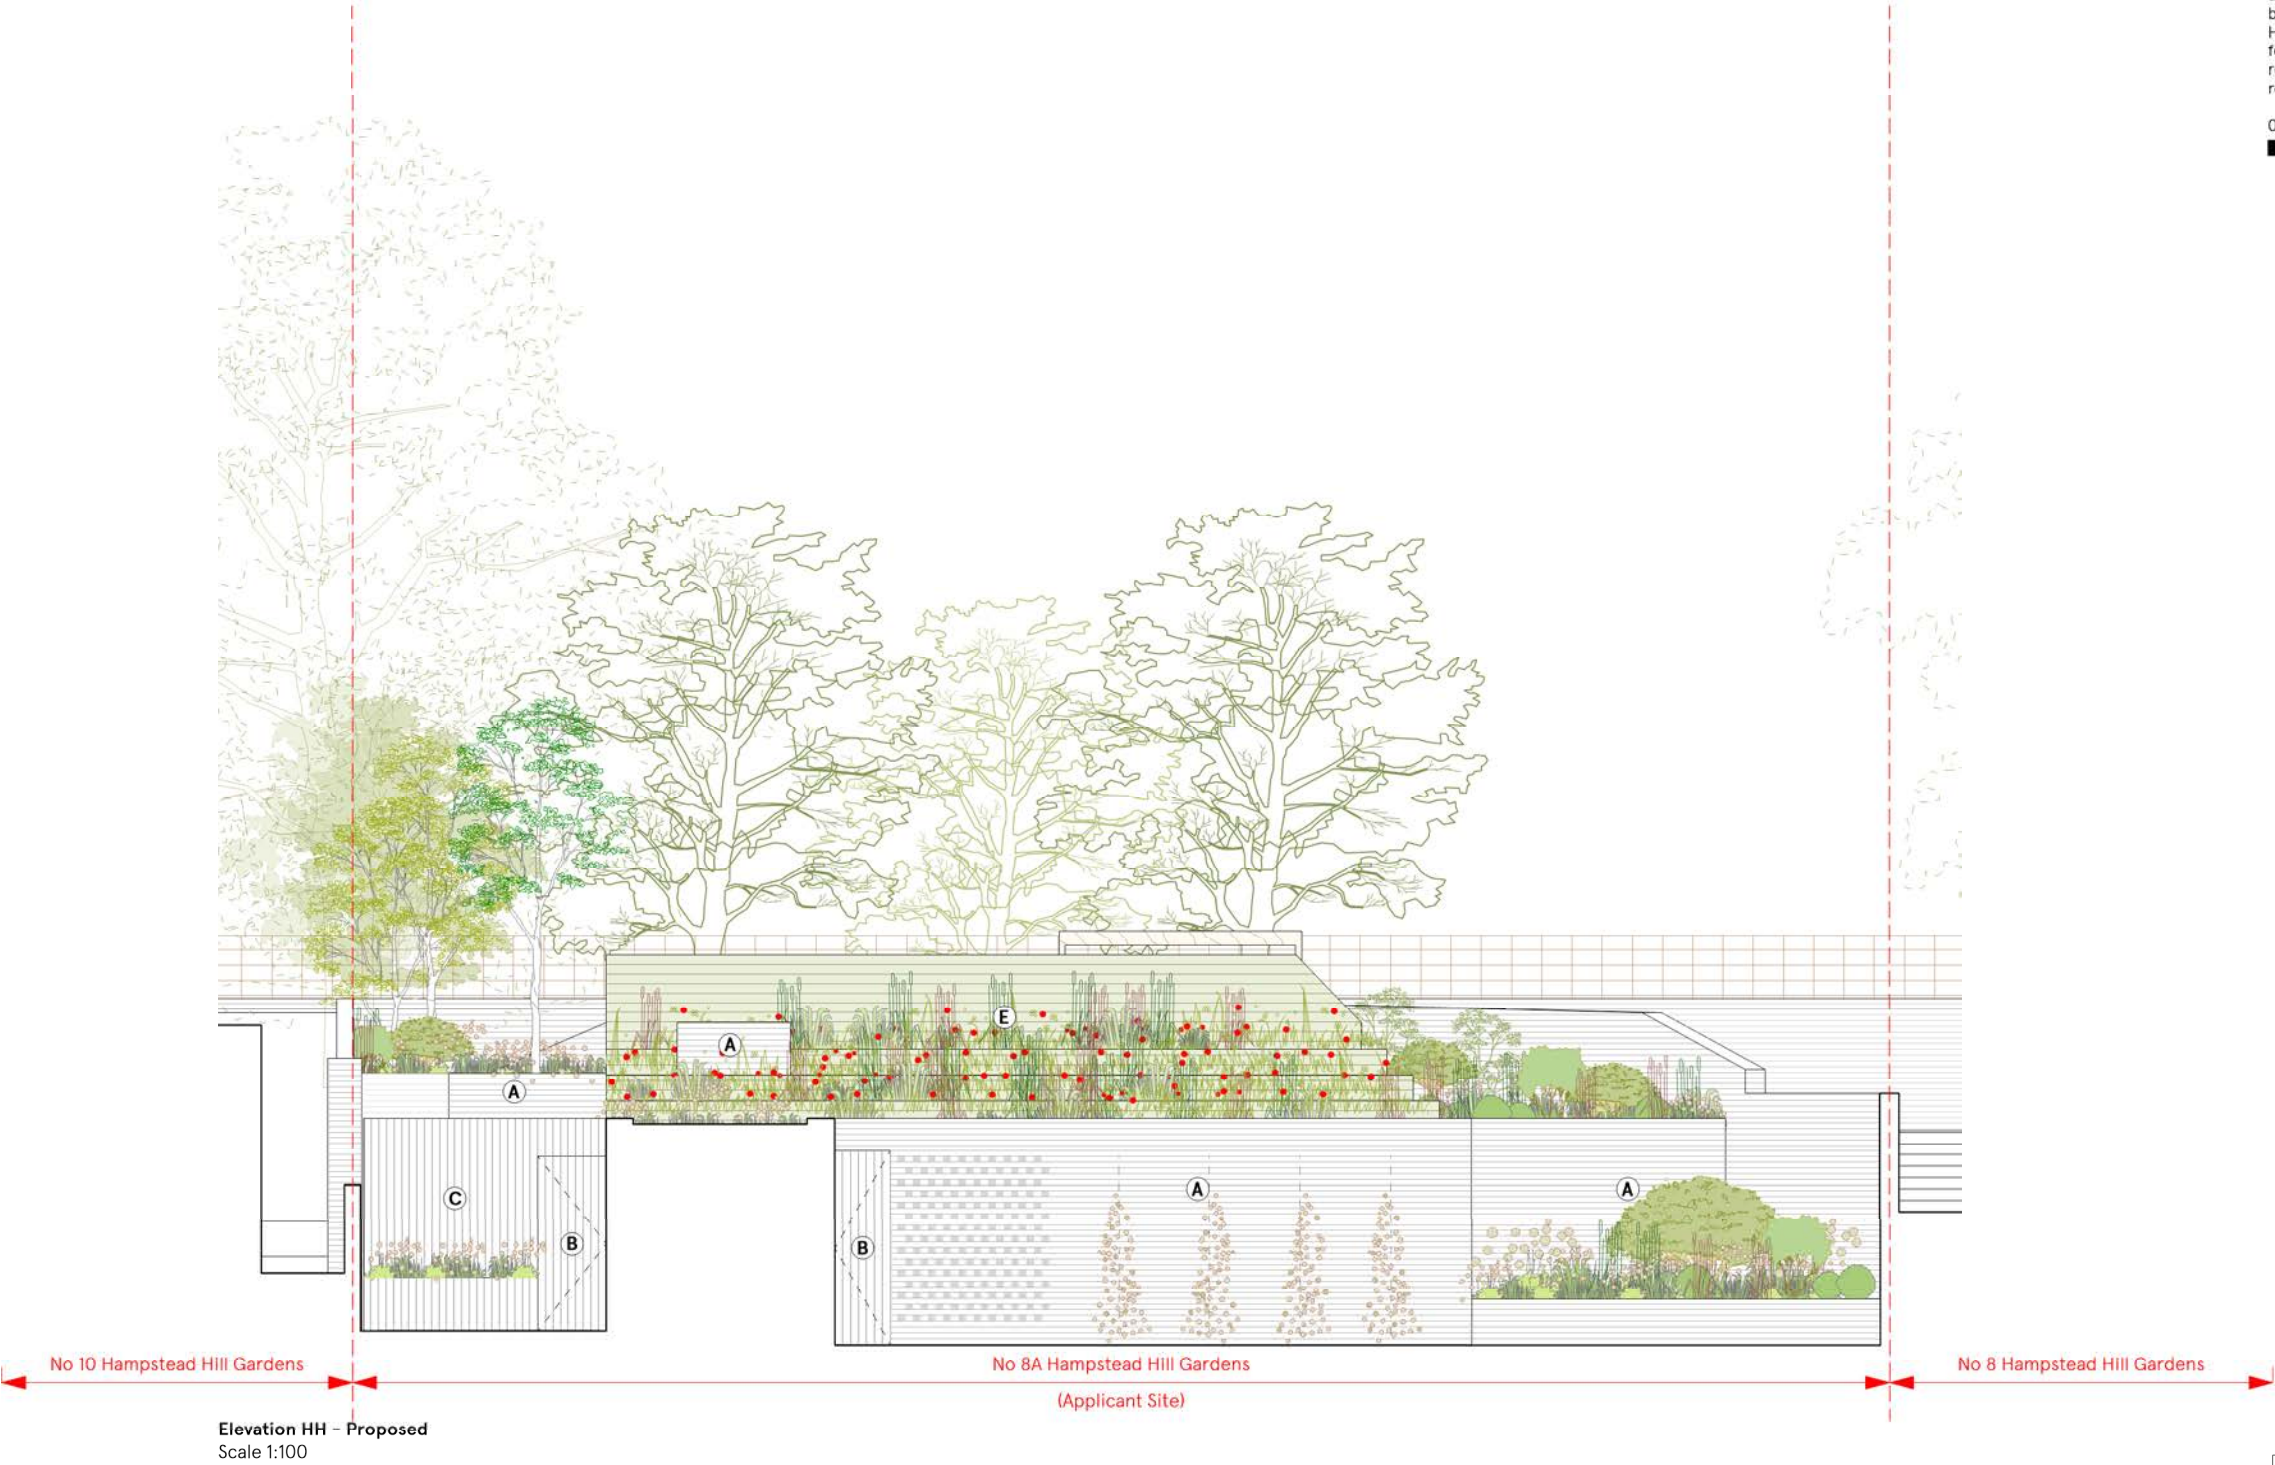 E
A
A
C
B
B
A
A
No 10 Hampstead Hill Gardens
No 8A Hampstead Hill Gardens
No 8 Hampstead Hill Gardens
(Applicant Site)
Elevation HH - Proposed
Scale 1:100